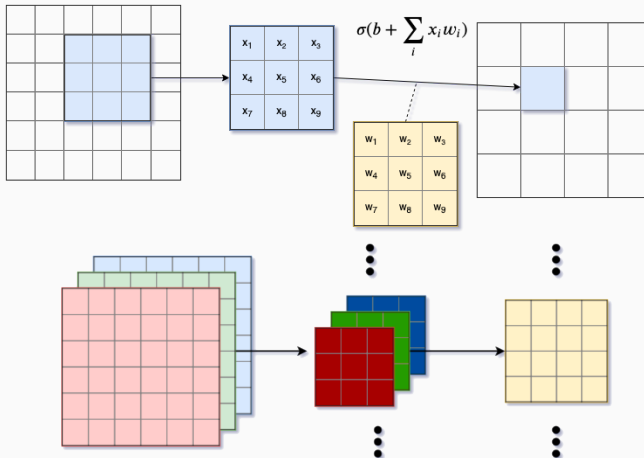 σ(b + ∑ᵢ xᵢwᵢ)
x₁ x₂ x₃
x₄ x₅ x₆
x₇ x₈ x₉
w₁ w₂ w₃
w₄ w₅ w₆
w₇ w₈ w₉